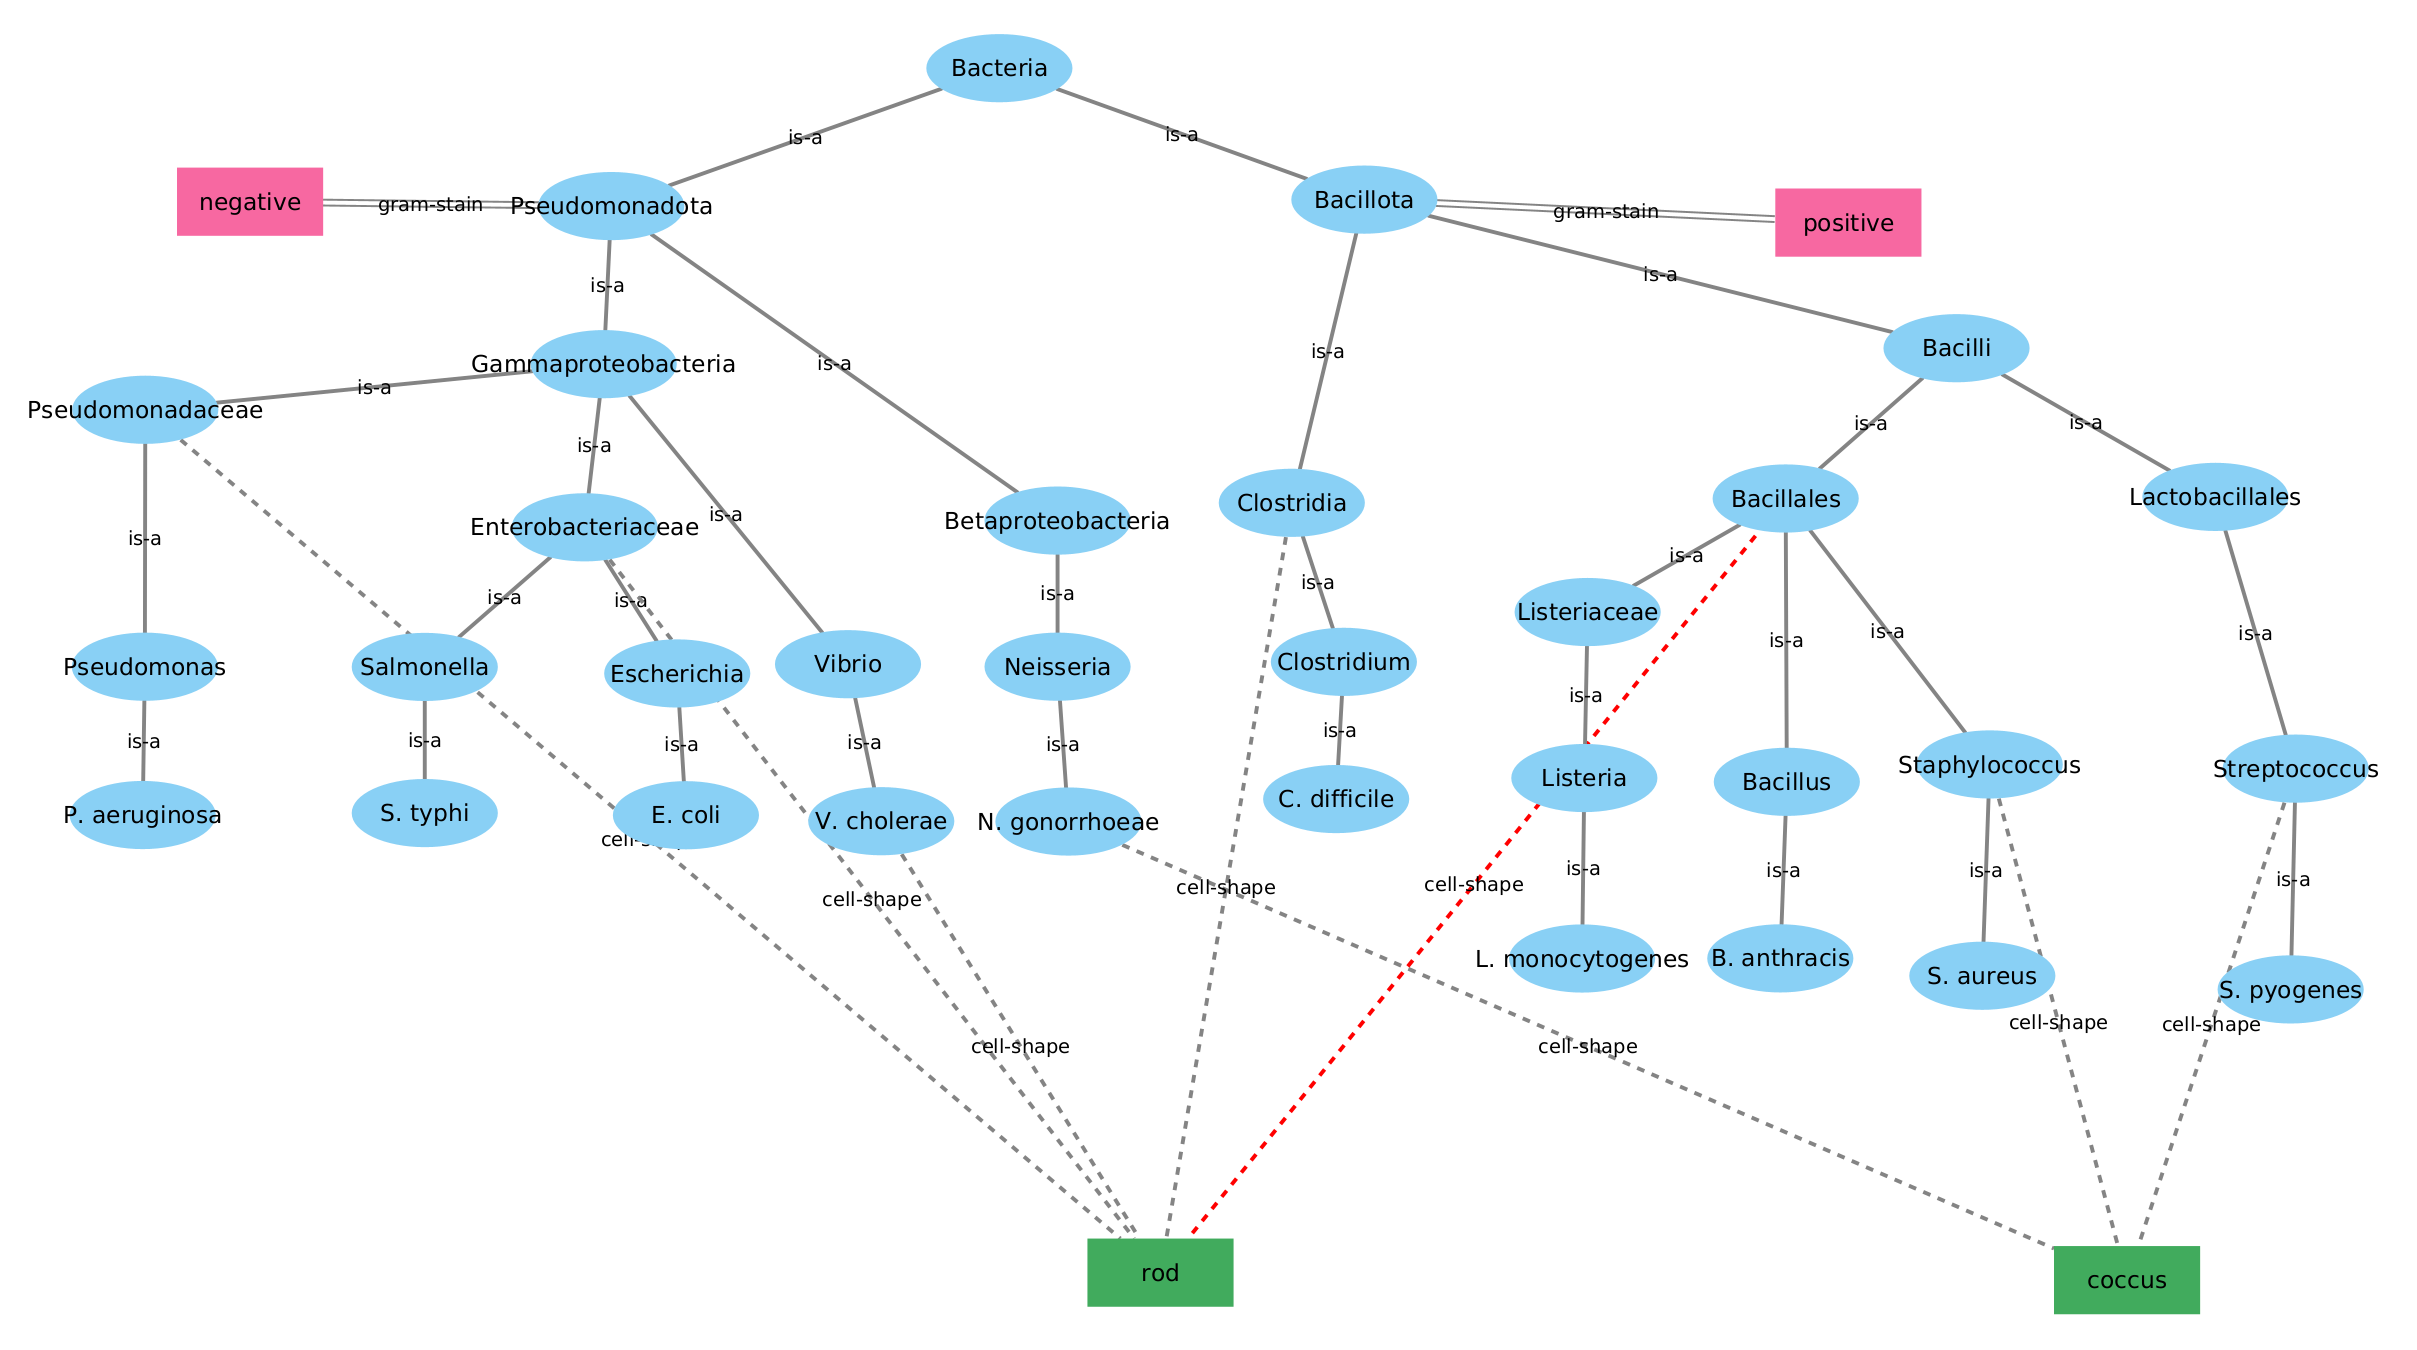 Bacteria
is-a
is-a
negative
gram-stain
Pseudomonadota
Bacillota
gram-stain
positive
is-a
is-a
is-a
is-a
Gammaproteobacteria
Bacilli
is-a
Pseudomonadaceae
is-a
is-a
is-a
is-a
Enterobacteriaceae
Betaproteobacteria
Clostridia
Bacillales
Lactobacillales
is-a
is-a
is-a
is-a
is-a
is-a
is-a
Listeriaceae
is-a
is-a
is-a
Pseudomonas
Salmonella
Escherichia
Vibrio
Neisseria
Clostridium
is-a
Listeria
Bacillus
Staphylococcus
Streptococcus
is-a
is-a
is-a
is-a
is-a
is-a
P. aeruginosa
S. typhi
E. coli
V. cholerae
N. gonorrhoeae
C. difficile
cell-shape
cell-shape
cell-shape
is-a
is-a
is-a
is-a
L. monocytogenes
B. anthracis
S. aureus
S. pyogenes
cell-shape
cell-shape
cell-shape
cell-shape
rod
coccus